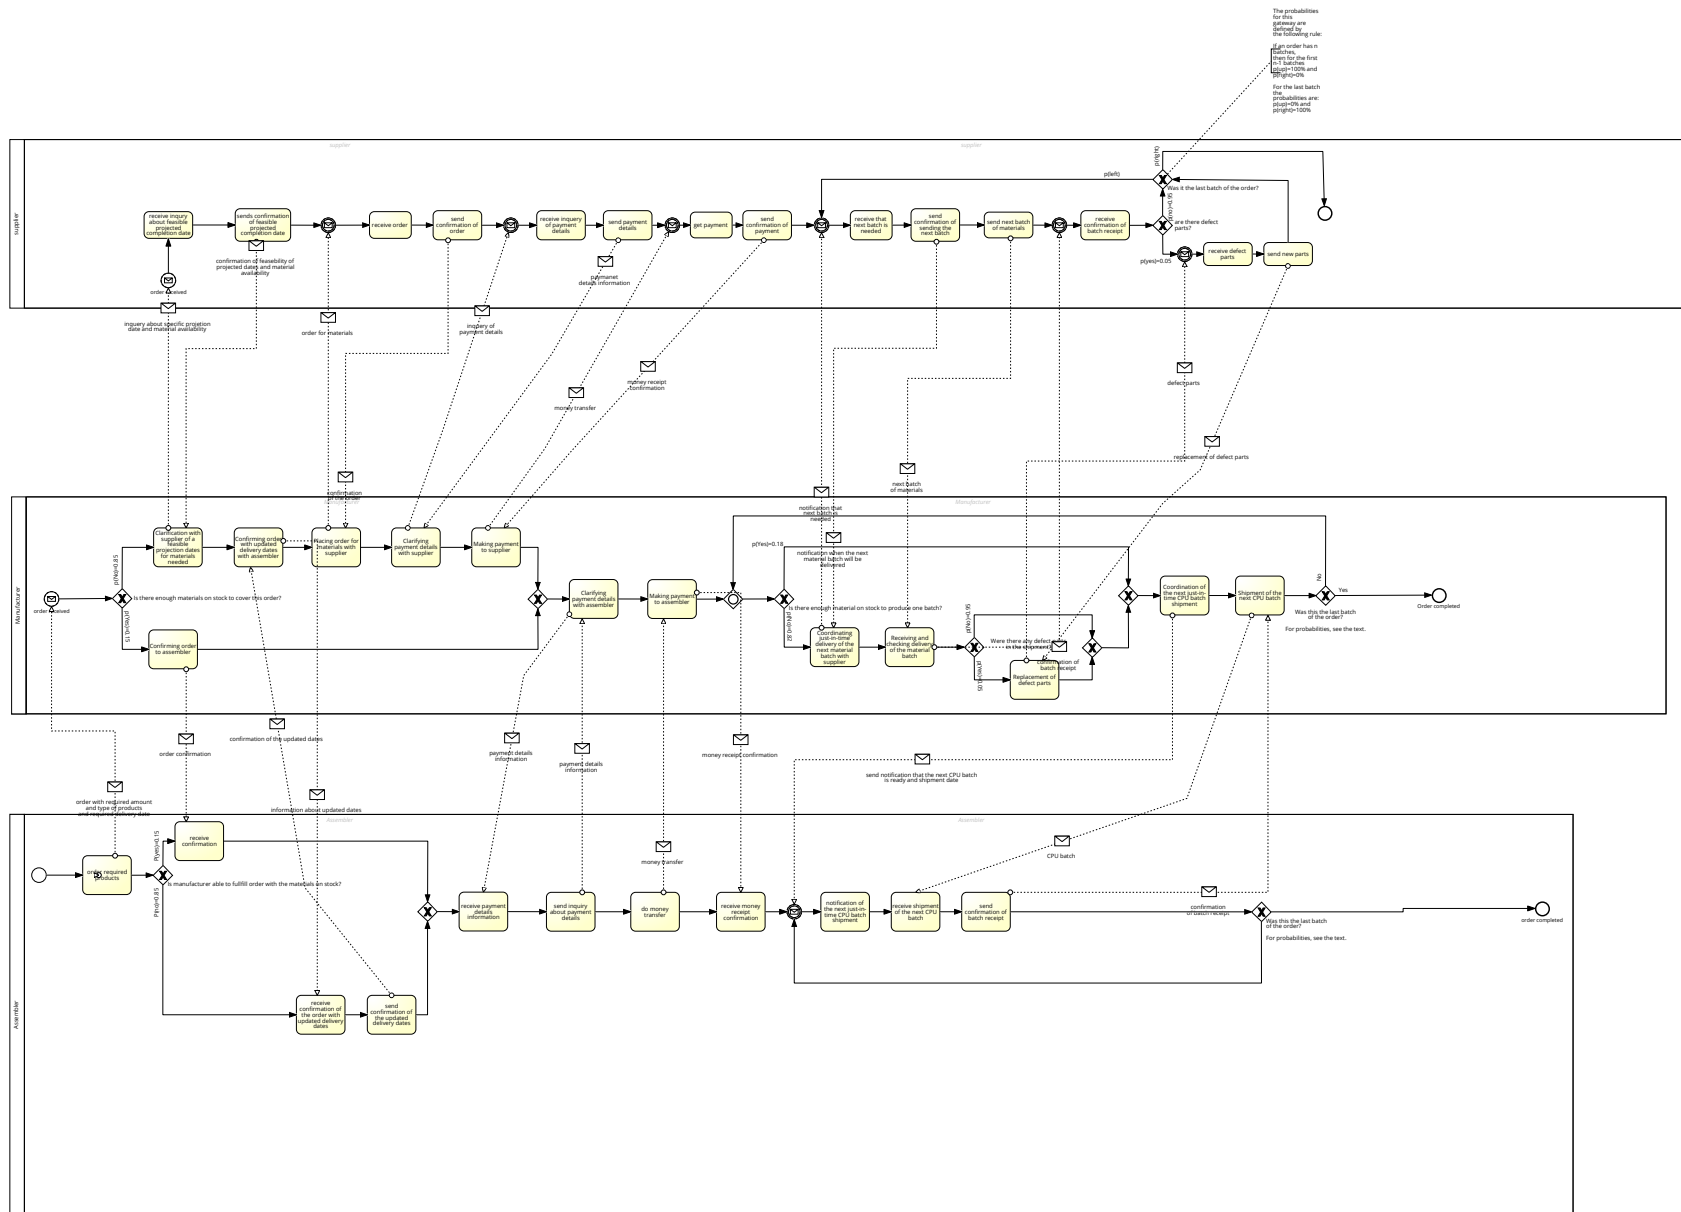 The probabilities
for this
gateway are
defined by
the following rule:
If an order has n
batches,
then for the first
n-1 batches
p(up)=100% and
p(right)=0%
For the last batch
the
probabilities are:
p(up)=0% and
p(right)=100%
supplier
supplier
supplier
p(right)
p(left)
Was it the last batch of the order?
p(no)=0.95
are there defect
parts?
p(yes)=0.05
receive inqury
about feasible
projected
completion date
sends confirmation
of feasible
projected
completion date
receive order
send
confirmation
of order
receive inquery
of payment
details
send payment
details
get payment
send
confirmation
of payment
receive that
next batch is
needed
send
confirmation of
sending the
next batch
send next batch
of materials
receive
confirmation of
batch receipt
receive defect
parts
send new parts
order received
confirmation of feasebility of
projected dates and material
availability
paymanet
details information
inquery about specific projetion
date and material availability
order for materials
inquery of
payment details
money receipt
confirmation
money transfer
defect parts
replacement of defect parts
confirmation
of the order
next batch
of materials
notification that
next batch is
needed
notification when the next
material batch will be
delivered
Manufacturer
Manufacturer
order received
p(No)=0.85
p(Yes)=0.15
Is there enough materials on stock to cover this order?
Clarification with
supplier of a
feasible
projection dates
for materials
needed
Confirming order
with updated
delivery dates
with assembler
Placing order for
materials with
supplier
Clarifying
payment details
with supplier
Making payment
to supplier
Confirming order
to assembler
Clarifying
payment details
with assembler
Making payment
to assembler
p(Yes)=0.18
p(No)=0.82
Is there enough material on stock to produce one batch?
Coordinating
just-in-time
delivery of the
next material
batch with
supplier
Receiving and
checking delivery
of the material
batch
p(No)=0.95
p(Yes)=0.05
Were there any defect
in the shipment?
confirmation of
batch receipt
Replacement of
defect parts
Coordination of
the next just-in-
time CPU batch
shipment
Shipment of the
next CPU batch
No
Yes
Was this the last batch
of the order?
For probabilities, see the text.
Order completed
order confirmation
confirmation of the updated dates
payment details
information
payment details
information
money receipt confirmation
send notification that the next CPU batch
is ready and shipment date
order with required amount
and type of products
and required delivery date
information about updated dates
money transfer
CPU batch
confirmation
of batch receipt
Assembler
Assembler
Assembler
order required
products
P(yes)=0.15
P(no)=0.85
Is manufacturer able to fullfill order with the materials on stock?
receive
confirmation
receive
confirmation of
the order with
updated delivery
dates
send
confirmation of
the updated
delivery dates
receive payment
details
information
send inquiry
about payment
details
do money
transfer
receive money
receipt
confirmation
notification of
the next just-in-
time CPU batch
shipment
receive shipment
of the next CPU
batch
send
confirmation of
batch receipt
Was this the last batch
of the order?
For probabilities, see the text.
order completed